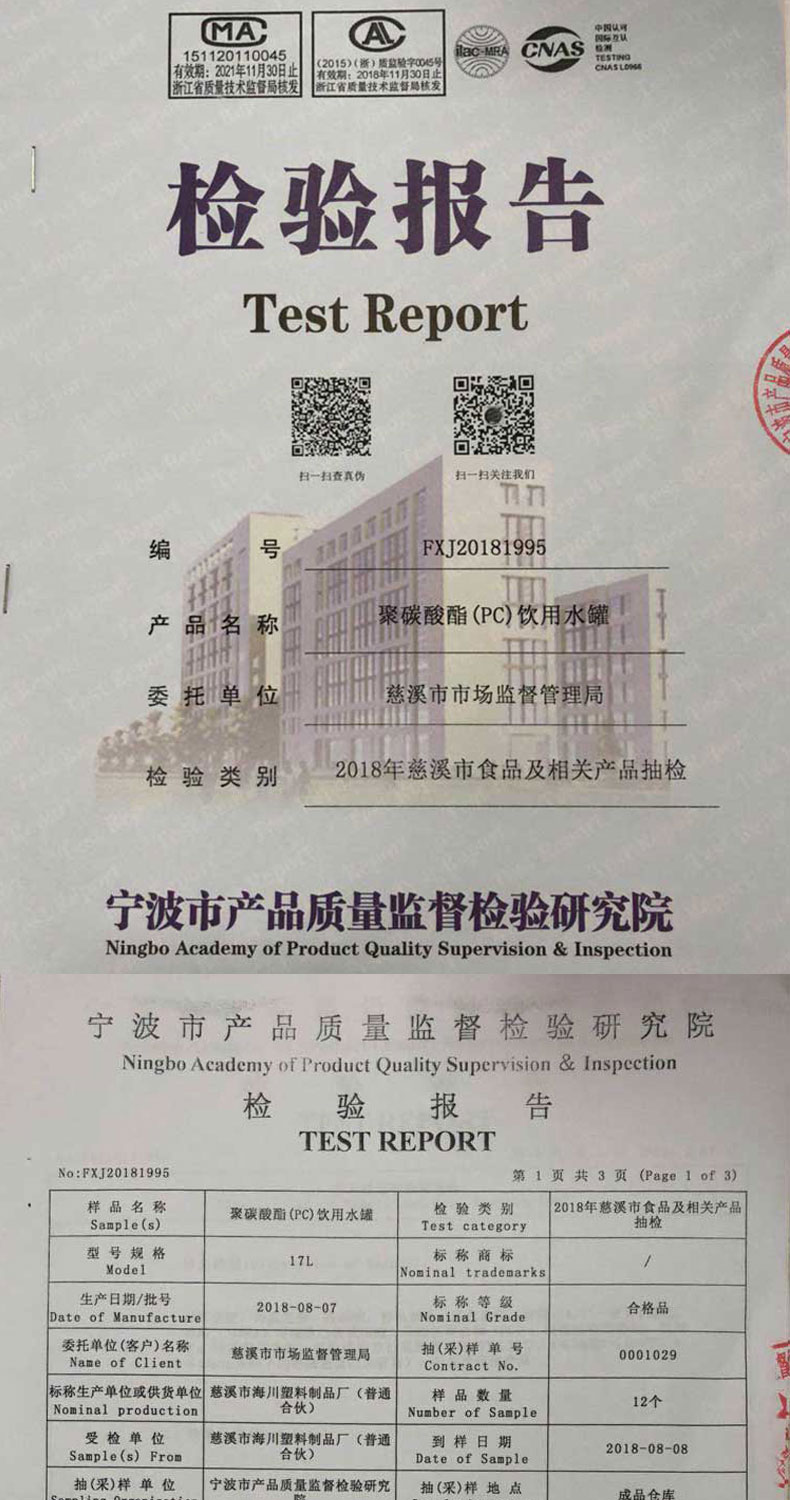 MA
151120110045
有效期：2021年11月30日止
浙江省质量技术监督局核发
AL
(2015)(浙)质监验字0045号
有效期：2018年11月30日止
浙江省质量技术监督局核发
ilac-MRA
CNAS
中国认可
国际互认
检测
TESTING
CNAS L0966
检验报告
Test Report
扫一扫查真伪
扫一扫关注我们
编号 FXJ20181995
产品名称 聚碳酸酯(PC)饮用水罐
委托单位 慈溪市市场监督管理局
检验类别 2018年慈溪市食品及相关产品抽检
宁波市产品质量监督检验研究院
Ningbo Academy of Product Quality Supervision & Inspection
宁波市产品质量监督检验研究院
Ningbo Academy of Product Quality Supervision & Inspection
检验报告
TEST REPORT
No:FXJ20181995 第 1 页 共 3 页 (Page 1 of 3)
样品名称 聚碳酸酯(PC)饮用水罐 检验类别 2018年慈溪市食品及相关产品
Sample(s) Test category 抽检
型号规格 17L 标称商标 /
Model Nominal trademarks
生产日期/批号 2018-08-07 标称等级 合格品
Date of Manufacture Nominal Grade
委托单位(客户)名称 慈溪市市场监督管理局 抽(采)样单号 0001029
Name of Client Contract No.
标称生产单位或供货单位 慈溪市海川塑料制品厂（普通 样品数量 12个
Nominal production 合伙） Number of Sample
受检单位 慈溪市海川塑料制品厂（普通 到样日期 2018-08-08
Sample(s) From 合伙） Date of Sample
抽(采)样单位 宁波市产品质量监督检验研究 抽(采)样地点 成品仓库